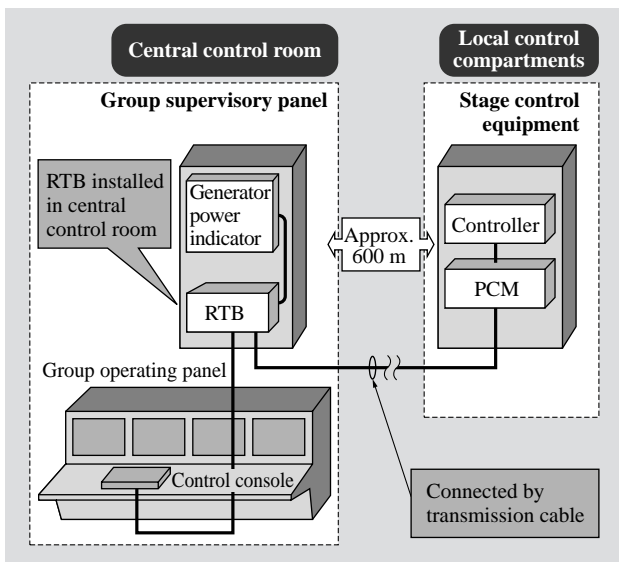 Central control room
Local control
compartments
Group supervisory panel
Stage control
equipment
RTB installed
in central
control room
Generator
power
indicator
RTB
Approx.
600 m
Controller
PCM
Group operating panel
Control console
Connected by
transmission cable